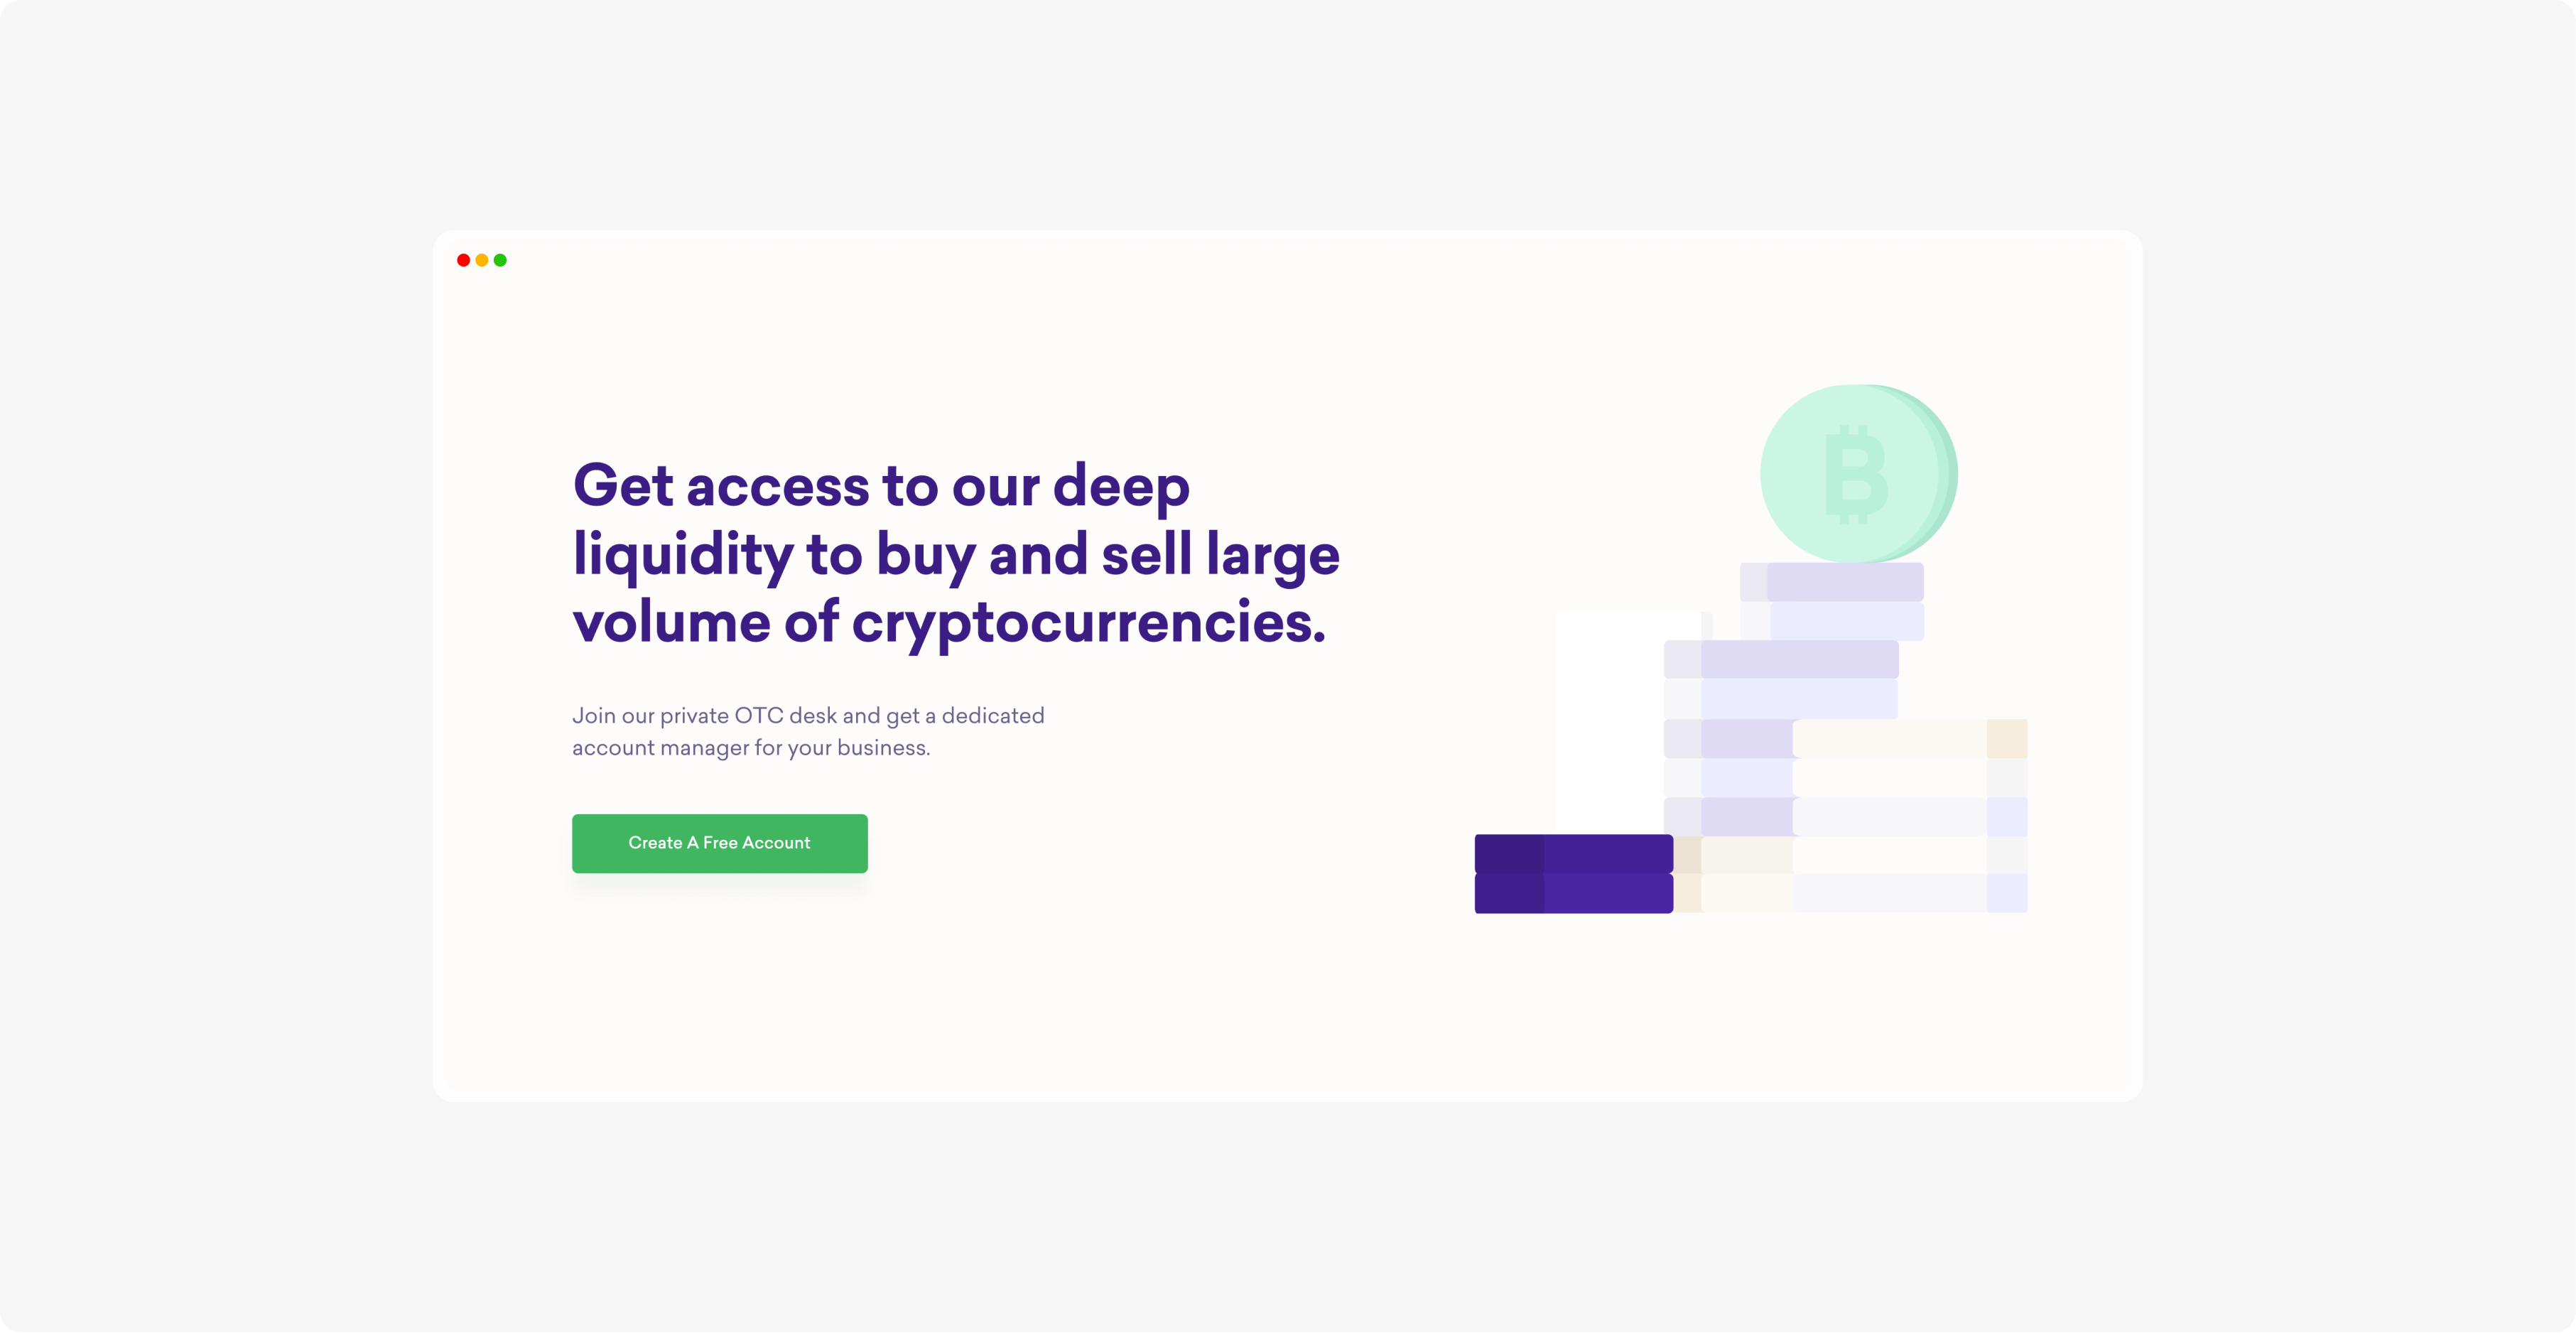 Get access to our deep
liquidity to buy and sell large
volume of cryptocurrencies.
Join our private OTC desk and get a dedicated
account manager for your business.
Create A Free Account